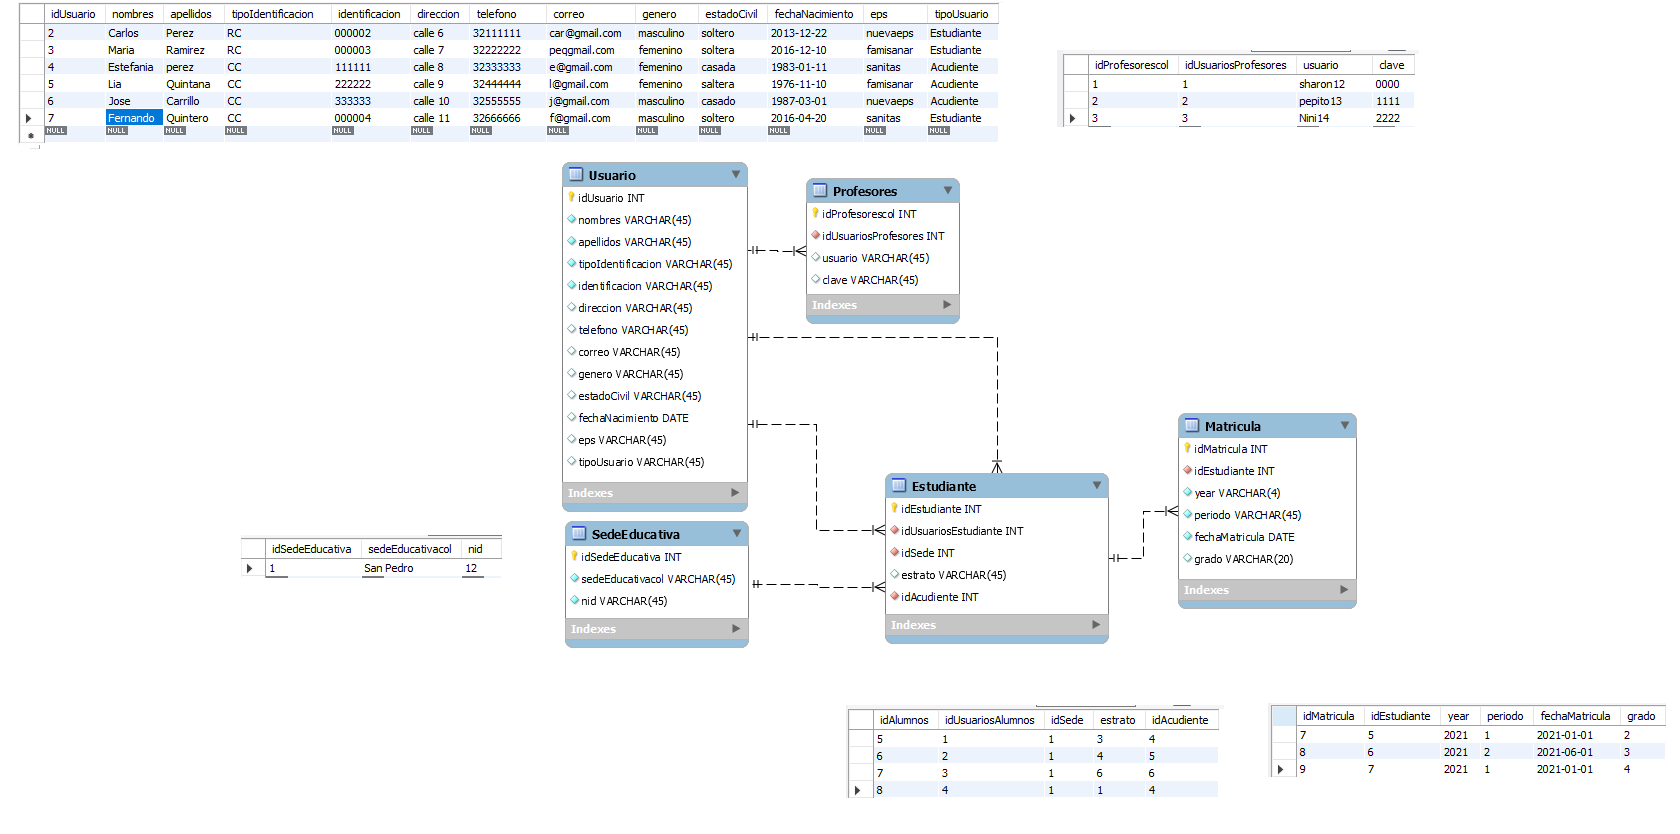 idUsuario nombres apellidos tipoIdentificacion identificacion direccion telefono correo genero estadoCivil fechaNacimiento eps tipoUsuario
2 Carlos Perez RC 000002 calle 6 32111111 car@gmail.com masculino soltero 2013-12-22 nuevaeps Estudiante
3 Maria Ramirez RC 000003 calle 7 32222222 peqgmail.com femenino soltero 2016-12-10 famisanar Estudiante
4 Estefania perez CC 111111 calle 8 32333333 e@gmail.com femenino casada 1983-01-11 sanitas Acudiente
5 Lia Quintana CC 222222 calle 9 32444444 l@gmail.com femenino saltera 1976-11-10 famisanar Acudiente
6 Jose Carrillo CC 333333 calle 10 32555555 j@gmail.com masculino casado 1987-03-01 nuevaeps Acudiente
7 Fernando Quintero CC 000004 calle 11 32666666 f@gmail.com masculino soltero 2016-04-20 sanitas Estudiante
NULL NULL NULL NULL NULL NULL NULL NULL NULL NULL NULL NULL NULL
idProfesorescol idUsuariosProfesores usuario clave
1 1 sharon12 0000
2 2 pepito13 1111
3 3 Nini14 2222
Usuario
idUsuario INT
nombres VARCHAR(45)
apellidos VARCHAR(45)
tipoIdentificacion VARCHAR(45)
identificacion VARCHAR(45)
direccion VARCHAR(45)
telefono VARCHAR(45)
correo VARCHAR(45)
genero VARCHAR(45)
estadoCivil VARCHAR(45)
fechaNacimiento DATE
eps VARCHAR(45)
tipoUsuario VARCHAR(45)
Indexes
Profesores
idProfesorescol INT
idUsuariosProfesores INT
usuario VARCHAR(45)
clave VARCHAR(45)
Indexes
Matricula
idMatricula INT
idEstudiante INT
year VARCHAR(4)
periodo VARCHAR(45)
fechaMatricula DATE
grado VARCHAR(20)
Indexes
Estudiante
idEstudiante INT
idUsuariosEstudiante INT
idSede INT
estrato VARCHAR(45)
idAcudiente INT
Indexes
SedeEducativa
idSedeEducativa INT
sedeEducativacol VARCHAR(45)
nid VARCHAR(45)
Indexes
idSedeEducativa sedeEducativacol nid
1 San Pedro 12
idAlumnos idUsuariosAlumnos idSede estrato idAcudiente
5 1 1 3 4
6 2 1 4 5
7 3 1 6 6
8 4 1 1 4
idMatricula idEstudiante year periodo fechaMatricula grado
7 5 2021 1 2021-01-01 2
8 6 2021 2 2021-06-01 3
9 7 2021 1 2021-01-01 4